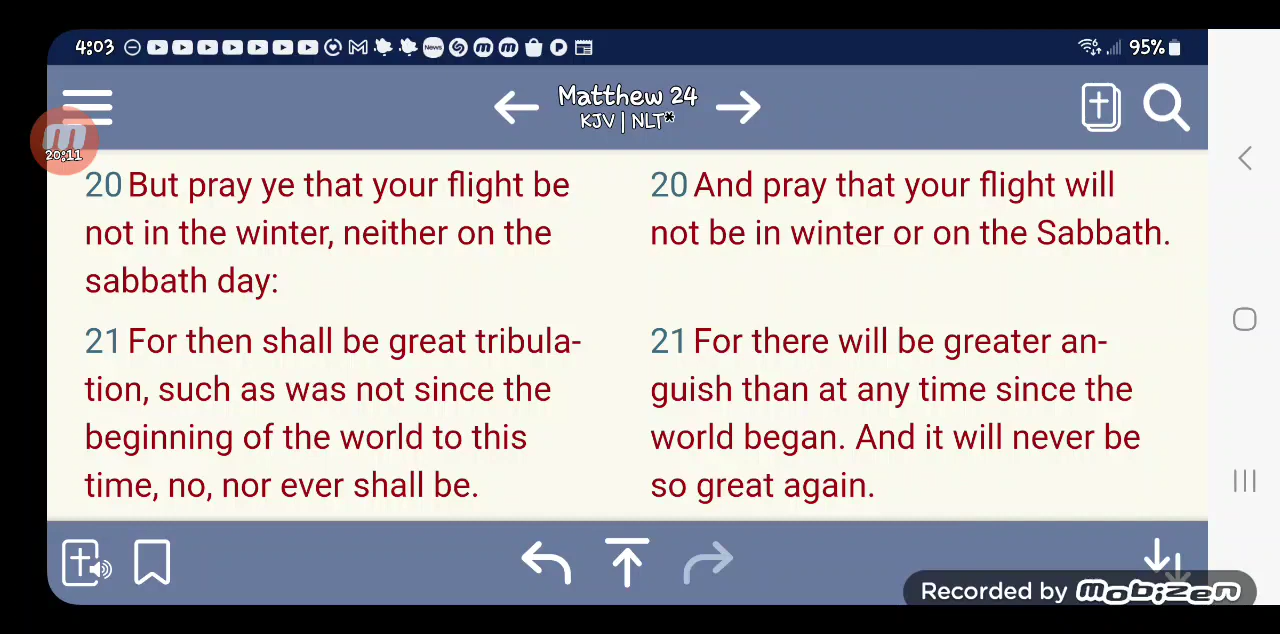 4:03 News 95%
Matthew 24
KJV | NLT*
20:11
20 But pray ye that your flight be
not in the winter, neither on the
sabbath day:
21 For then shall be great tribula-
tion, such as was not since the
beginning of the world to this
time, no, nor ever shall be.
20 And pray that your flight will
not be in winter or on the Sabbath.
21 For there will be greater an-
guish than at any time since the
world began. And it will never be
so great again.
Recorded by mobizen